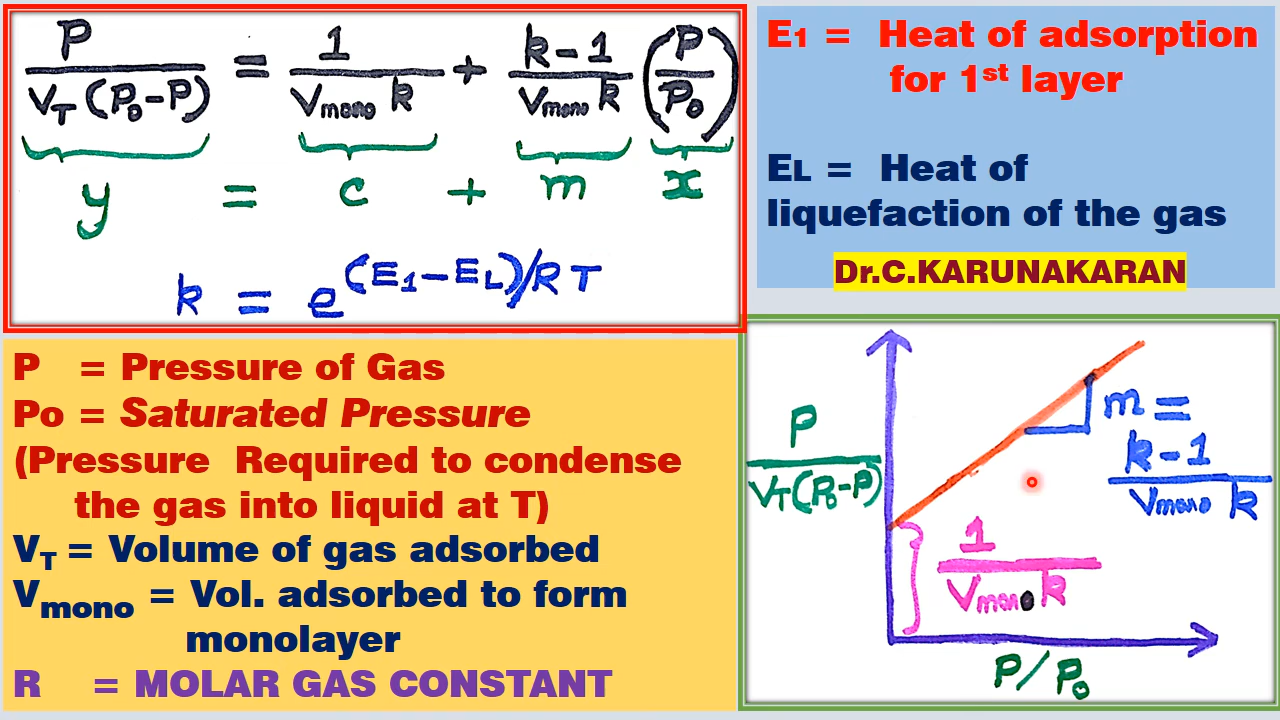 P / V_T (P_0 - P) = 1 / V_mono k + k-1 / V_mono k (P / P_0)
y = c + m x
k = e^(E_1 - E_L)/RT
E1 = Heat of adsorption
for 1st layer
EL = Heat of
liquefaction of the gas
Dr.C.KARUNAKARAN
P = Pressure of Gas
Po = Saturated Pressure
(Pressure Required to condense
the gas into liquid at T)
V_T = Volume of gas adsorbed
V_mono = Vol. adsorbed to form
monolayer
R = MOLAR GAS CONSTANT
P / V_T (P_0 - P)
m =
k-1 / V_mono k
1 / V_mono k
P/P_0